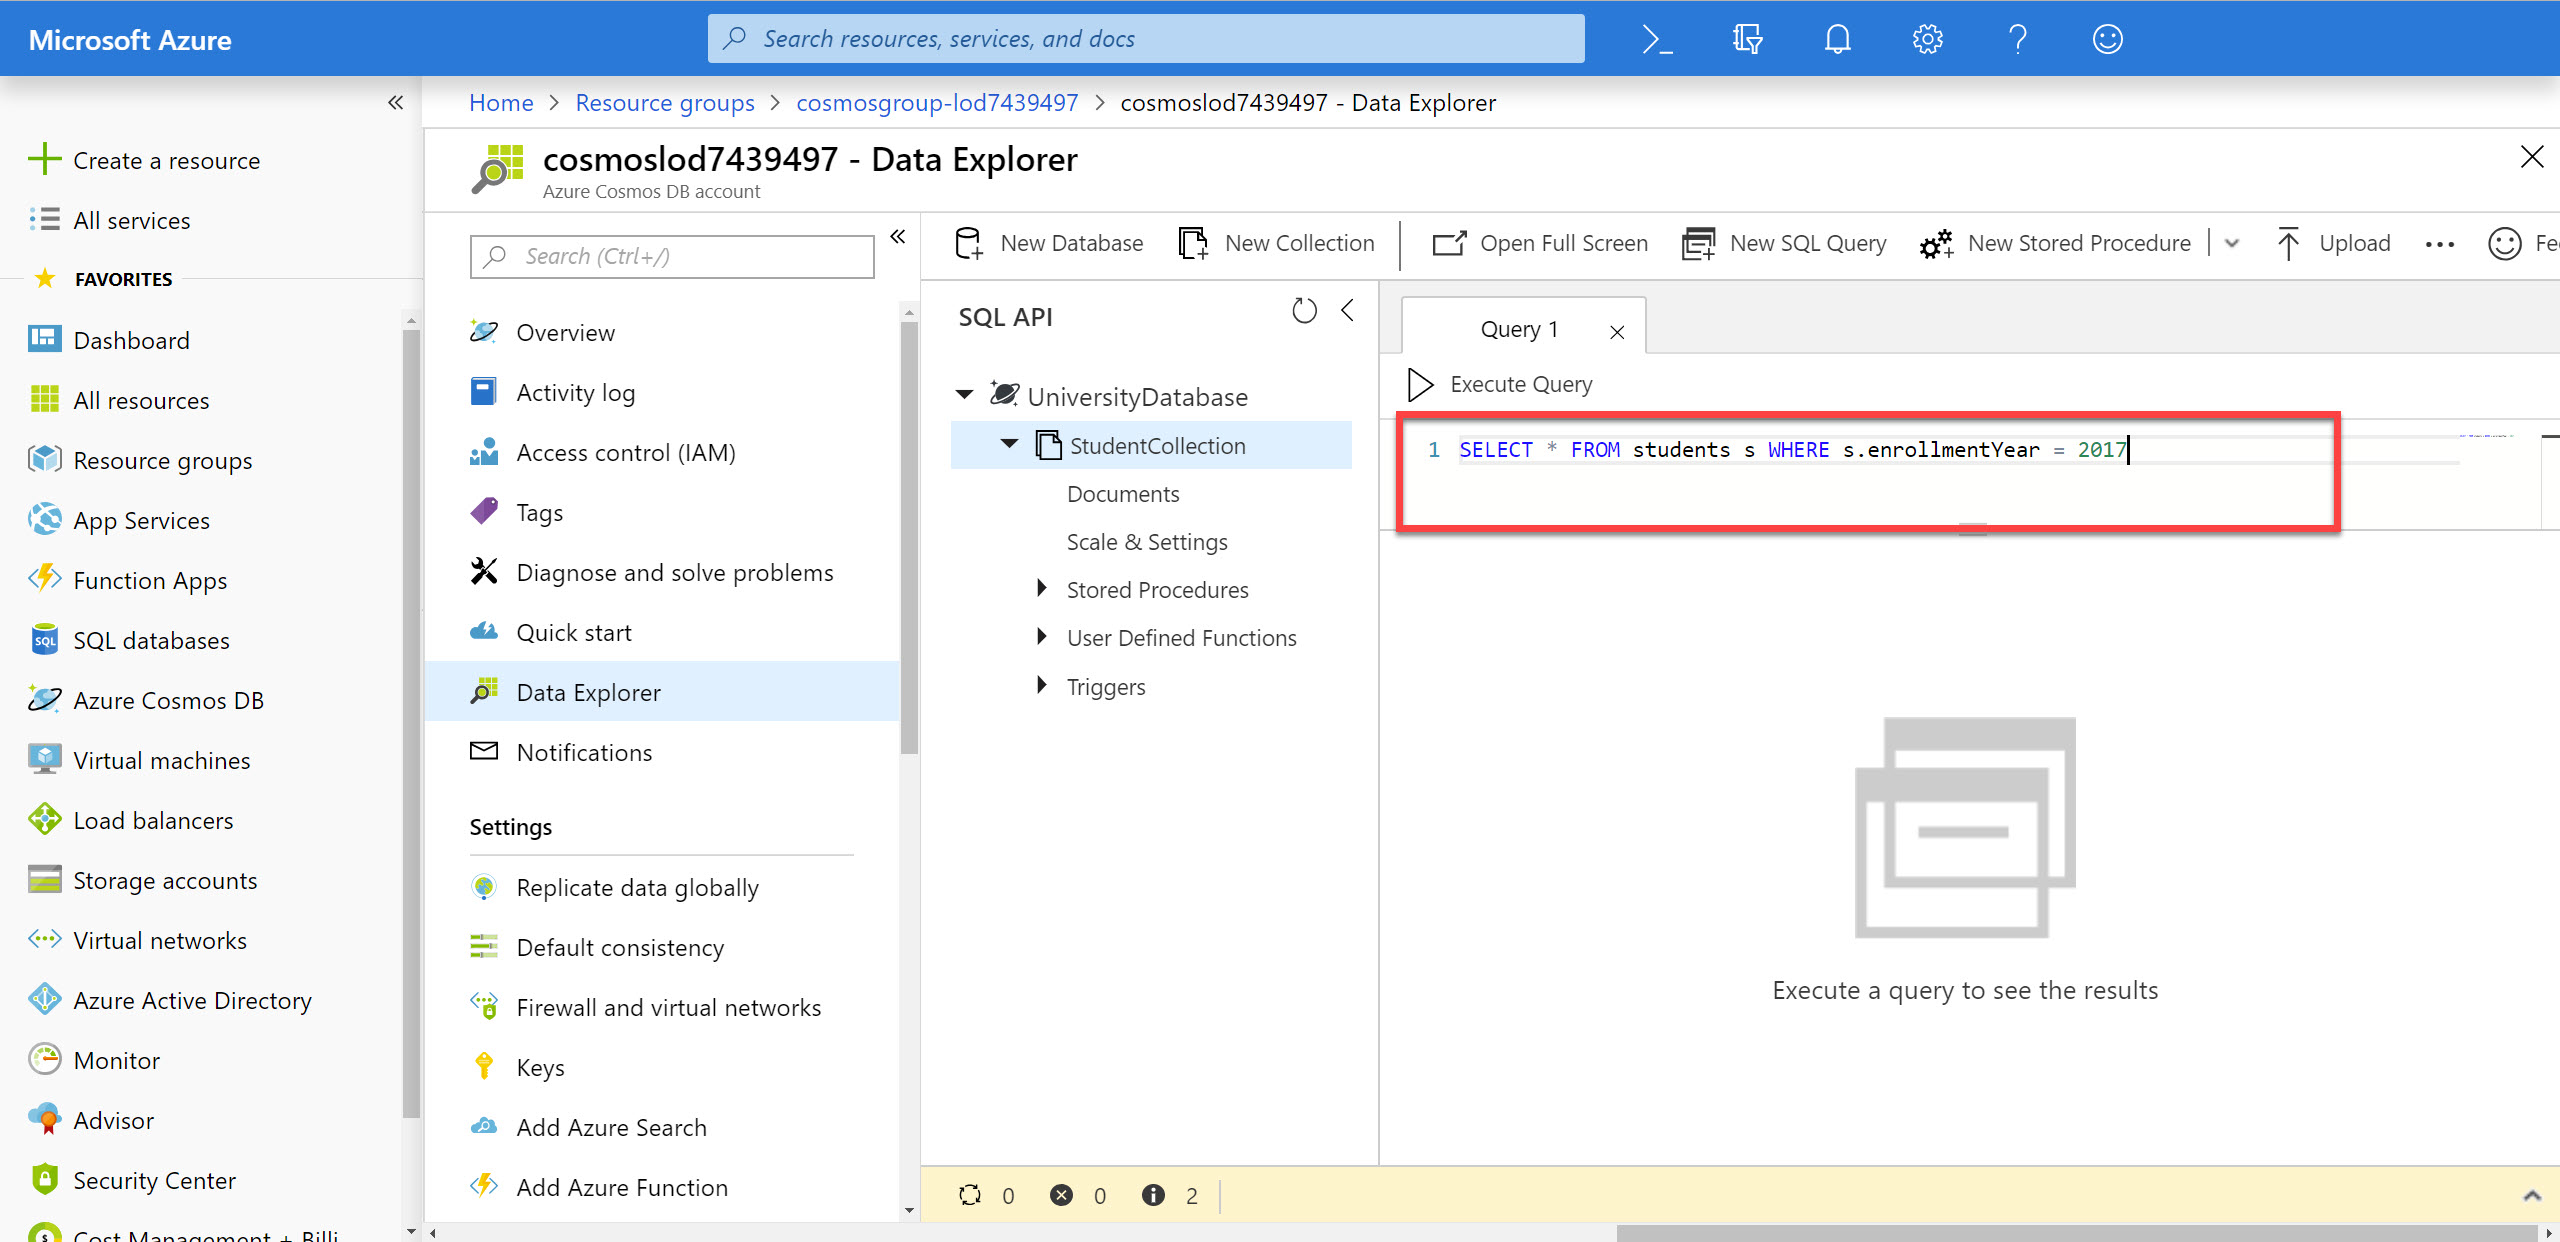 Microsoft Azure
Search resources, services, and docs
Home > Resource groups > cosmosgroup-lod7439497 > cosmoslod7439497 - Data Explorer
Create a resource
All services
FAVORITES
Dashboard
All resources
Resource groups
App Services
Function Apps
SQL databases
Azure Cosmos DB
Virtual machines
Load balancers
Storage accounts
Virtual networks
Azure Active Directory
Monitor
Advisor
Security Center
Cost Management + Billi
cosmoslod7439497 - Data Explorer
Azure Cosmos DB account
Search (Ctrl+/)
Overview
Activity log
Access control (IAM)
Tags
Diagnose and solve problems
Quick start
Data Explorer
Notifications
Settings
Replicate data globally
Default consistency
Firewall and virtual networks
Keys
Add Azure Search
Add Azure Function
New Database New Collection Open Full Screen New SQL Query New Stored Procedure Upload Fe
SQL API
UniversityDatabase
StudentCollection
Documents
Scale & Settings
Stored Procedures
User Defined Functions
Triggers
Query 1
Execute Query
1 SELECT * FROM students s WHERE s.enrollmentYear = 2017
Execute a query to see the results
0 0 2